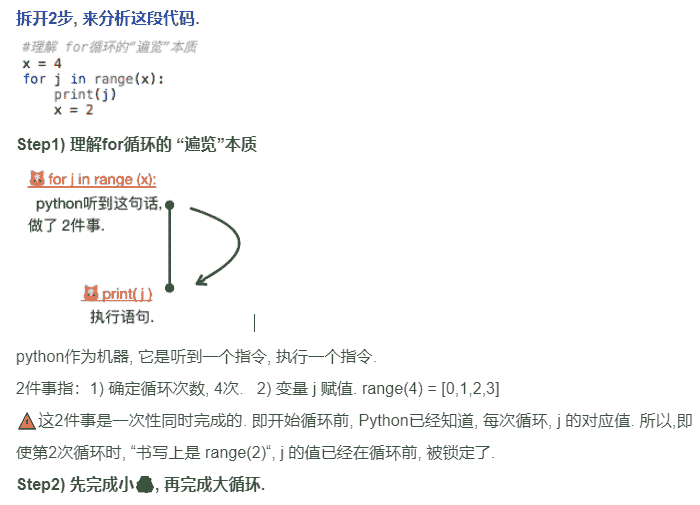 拆开2步, 来分析这段代码.
#理解 for循环的“遍览”本质
x = 4
for j in range(x):
    print(j)
    x = 2
Step1) 理解for循环的 “遍览”本质
for j in range (x):
python听到这句话,
做了 2件事.
print( j )
执行语句.
python作为机器, 它是听到一个指令, 执行一个指令.
2件事指: 1) 确定循环次数, 4次. 2) 变量 j 赋值. range(4) = [0,1,2,3]
这2件事是一次性同时完成的. 即开始循环前, Python已经知道, 每次循环, j 的对应值. 所以,即
使第2次循环时, “书写上是 range(2)“, j 的值已经在循环前, 被锁定了.
Step2) 先完成小, 再完成大循环.